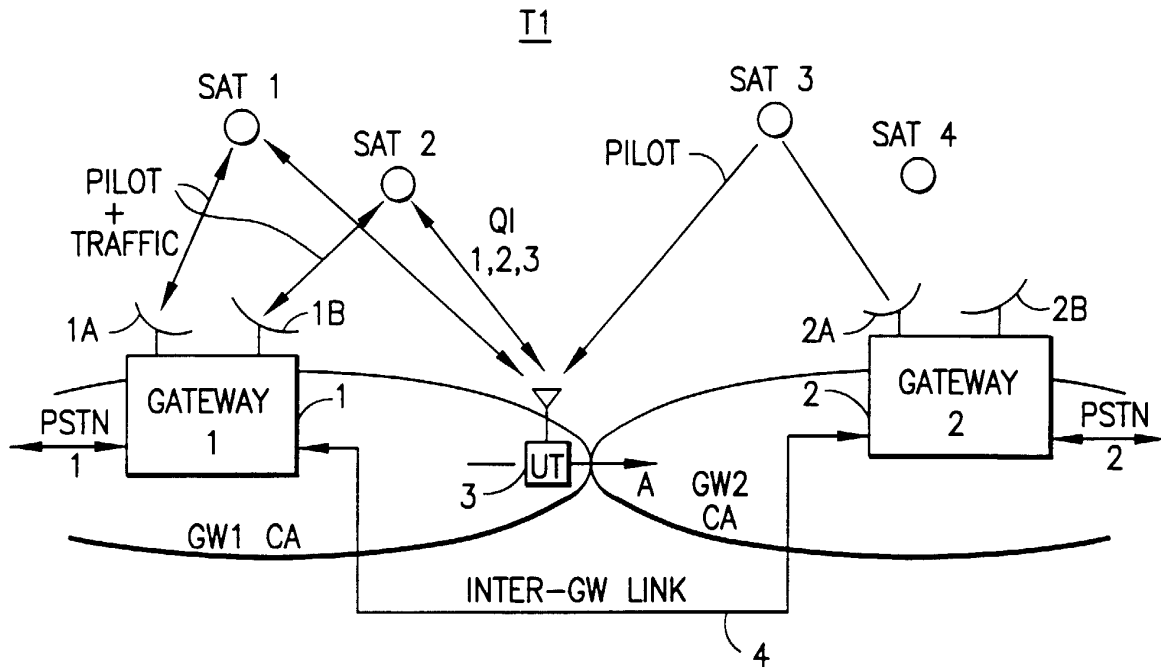 T1
SAT 1
SAT 2
SAT 3
SAT 4
PILOT
+
TRAFFIC
QI
1,2,3
PILOT
1A
1B
2A
2B
GATEWAY
1
1
PSTN
1
UT
3
A
GATEWAY
2
2
PSTN
2
GW1 CA
GW2
CA
INTER-GW LINK
4